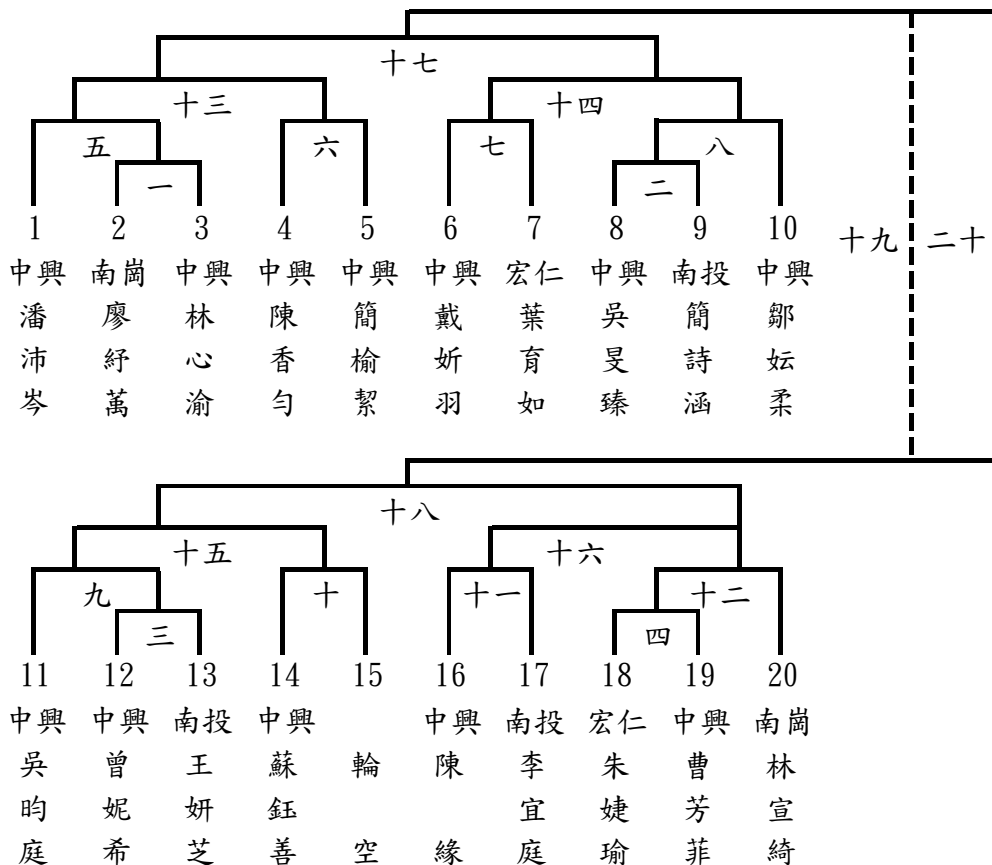 十七
十三 十四
五 六 七 八
一 二
1 2 3 4 5 6 7 8 9 10
十九 二十
中興 南崗 中興 中興 中興 中興 宏仁 中興 南投 中興
潘 廖 林 陳 簡 戴 葉 吳 簡 鄒
沛 紓 心 香 榆 妡 育 旻 詩 妘
岑 萬 渝 勻 絜 羽 如 臻 涵 柔
十八
十五 十六
九 十 十一 十二
三 四
11 12 13 14 15 16 17 18 19 20
中興 中興 南投 中興 中興 南投 宏仁 中興 南崗
吳 曾 王 蘇 輪 陳 李 朱 曹 林
昀 妮 妍 鈺 宜 婕 芳 宣
庭 希 芝 善 空 緣 庭 瑜 菲 綺